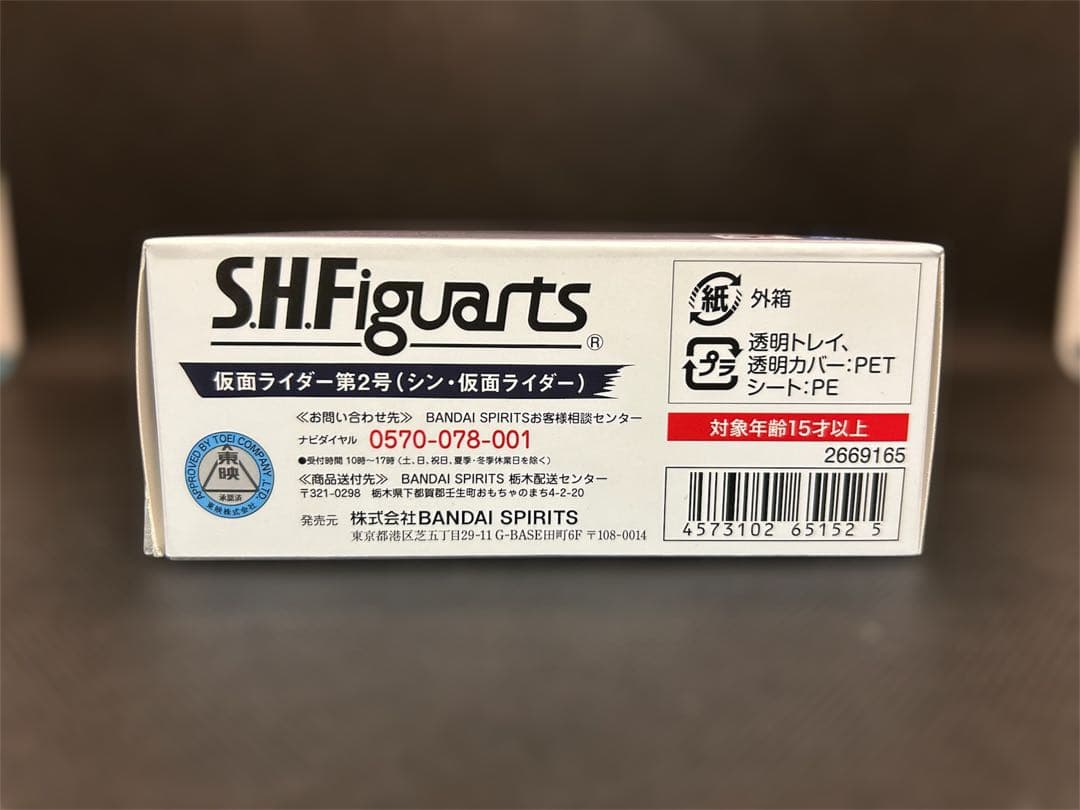 S.H.Figuarts®
仮面ライダー第2号(シン・仮面ライダー)
≪お問い合わせ先≫ BANDAI SPIRITSお客様相談センター
ナビダイヤル 0570-078-001
●受付時間 10時〜17時(土、日、祝日、夏季・冬季休業日を除く)
≪商品送付先≫ BANDAI SPIRITS 栃木配送センター
〒321-0298 栃木県下都賀郡壬生町おもちゃのまち4-2-20
発売元 株式会社BANDAI SPIRITS
東京都港区芝五丁目29-11 G-BASE田町6F 〒108-0014
APPROVED BY TOEI COMPANY, LTD.
東映
承認済
東映株式会社
紙 外箱
プラ 透明トレイ、
透明カバー:PET
シート:PE
対象年齢15才以上
2669165
4573102 65152 5